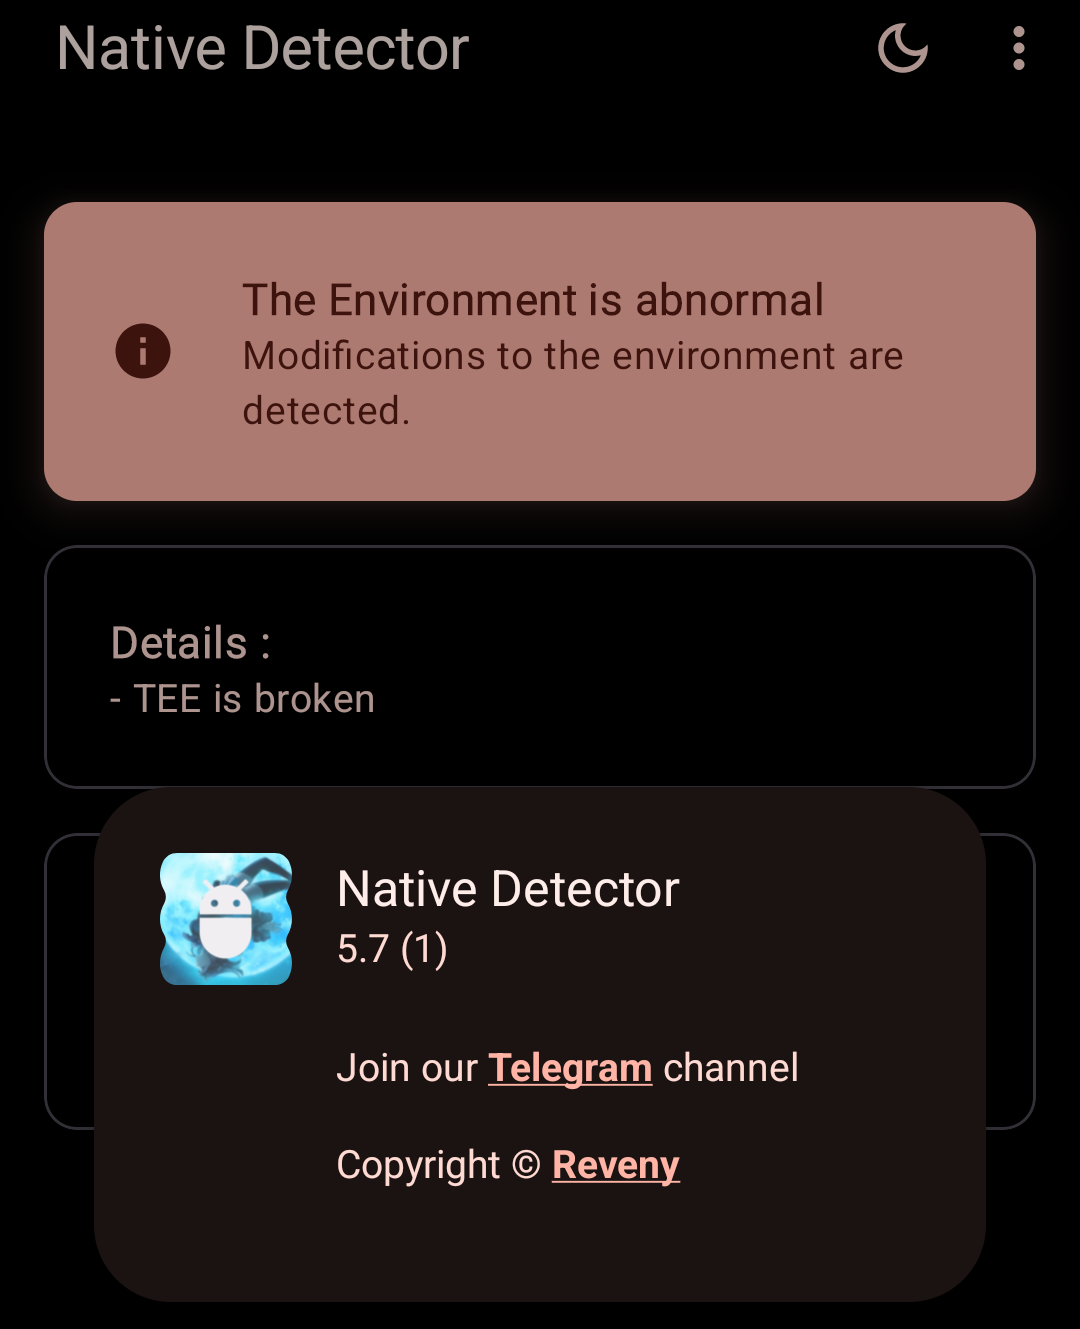 Native Detector
The Environment is abnormal
Modifications to the environment are
detected.
Details :
- TEE is broken
Native Detector
5.7 (1)
Join our Telegram channel
Copyright © Reveny